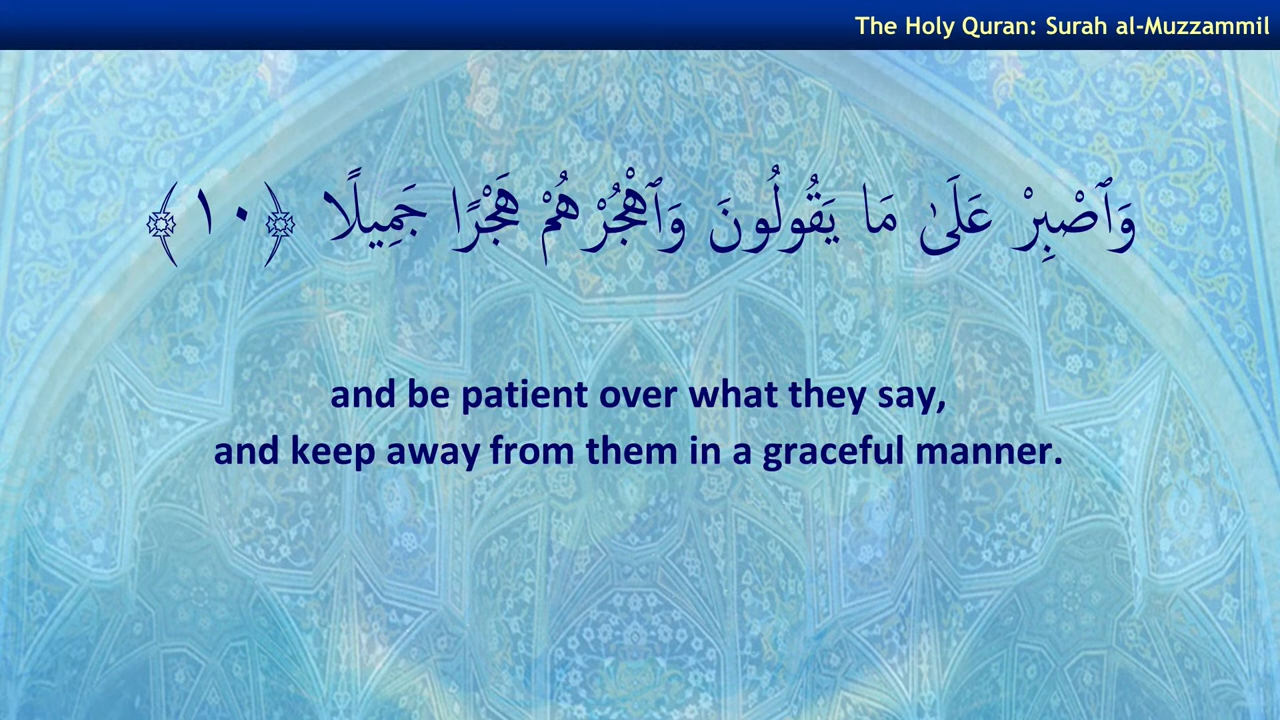 The Holy Quran: Surah al-Muzzammil
وَٱصْبِرْ عَلَىٰ مَا يَقُولُونَ وَٱهْجُرْهُمْ هَجْرًا جَمِيلًا ﴿١٠﴾
and be patient over what they say,
and keep away from them in a graceful manner.